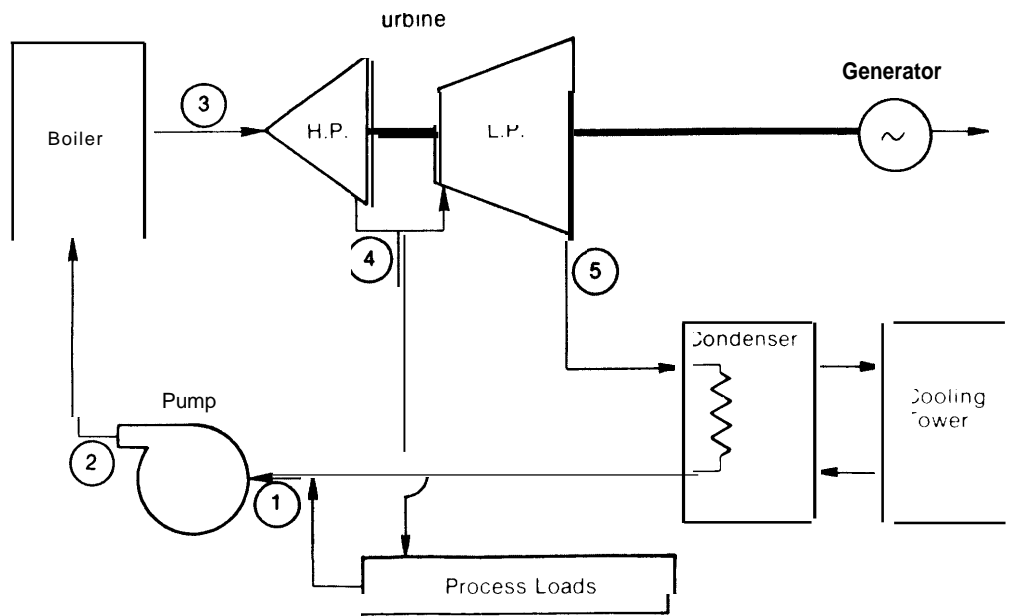 urbine
Generator
3
Boiler
H.P.
L.P.
~
4
5
Condenser
Cooling
Tower
Pump
2
1
Process Loads